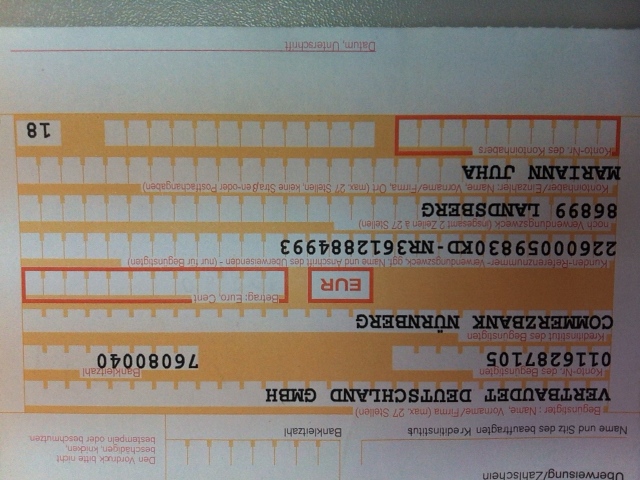 Überweisung/Zahlschein
Den Vordruck bitte nicht
beschädigen, knicken,
bestempeln oder beschmutzen.
Name und Sitz des beauftragten Kreditinstituts
Bankleitzahl
Begünstigter: Name, Vorname/Firma (max. 27 Stellen)
VERTBAUDET DEUTSCHLAND GMBH
Konto-Nr. des Begünstigten
Bankleitzahl
0116287105
76080040
Kreditinstitut des Begünstigten
COMMERZBANK NÜRNBERG
EUR
Betrag: Euro, Cent
Kunden-Referenznummer - Verwendungszweck, ggf. Name und Anschrift des Überweisenden - (nur für Begünstigten)
22600059830KD-NR3612884993
noch Verwendungszweck (insgesamt 2 Zeilen à 27 Stellen)
86899 LANDSBERG
Kontoinhaber/Einzahler: Name, Vorname/Firma, Ort (max. 27 Stellen, keine Straßen- oder Postfachangaben)
MARIANN JUHA
Konto-Nr. des Kontoinhabers
18
Datum, Unterschrift